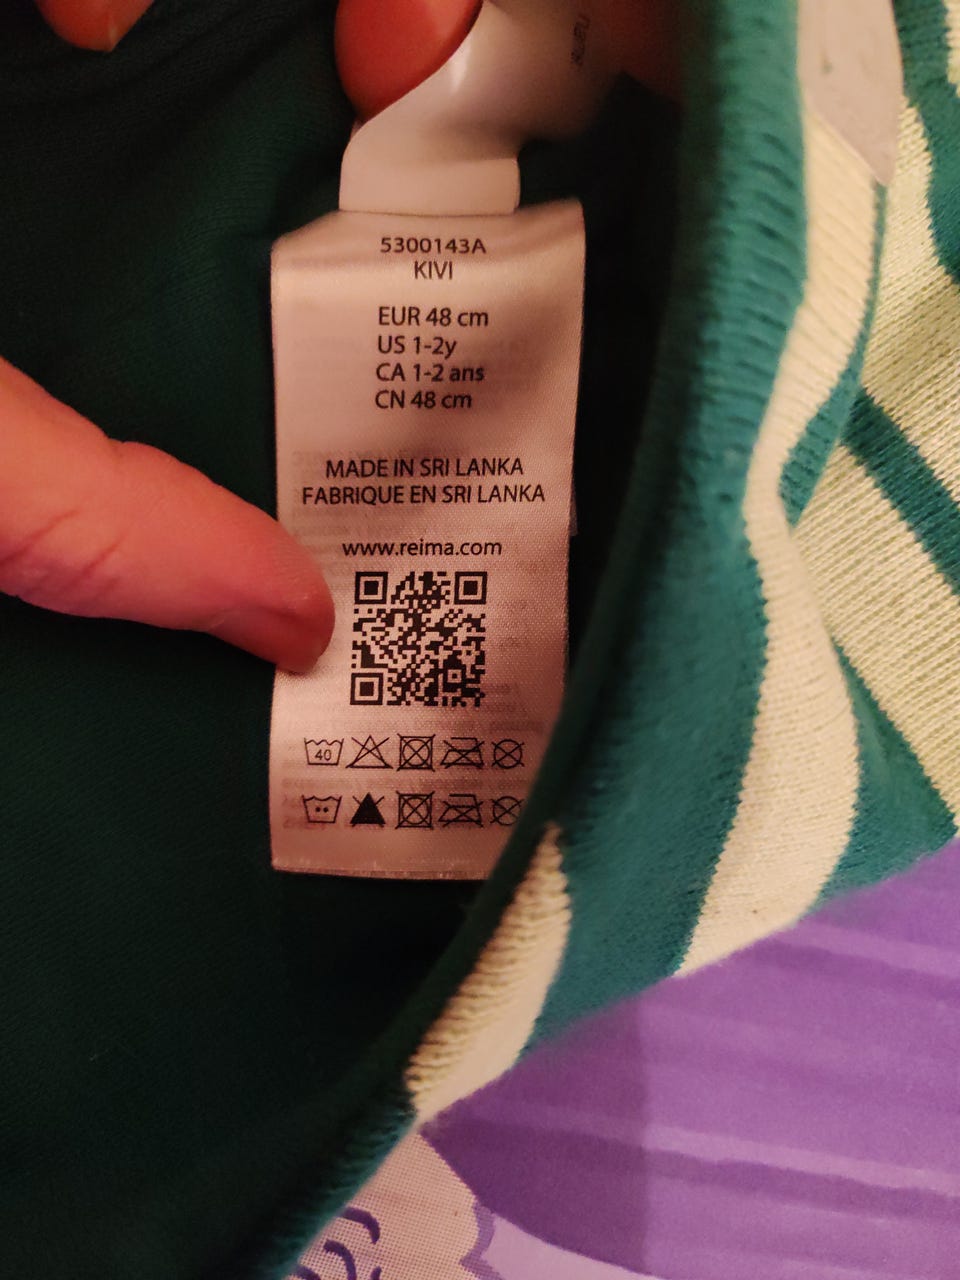 5300143A
KIVI
EUR 48 cm
US 1-2y
CA 1-2 ans
CN 48 cm
MADE IN SRI LANKA
FABRIQUE EN SRI LANKA
www.reima.com
40